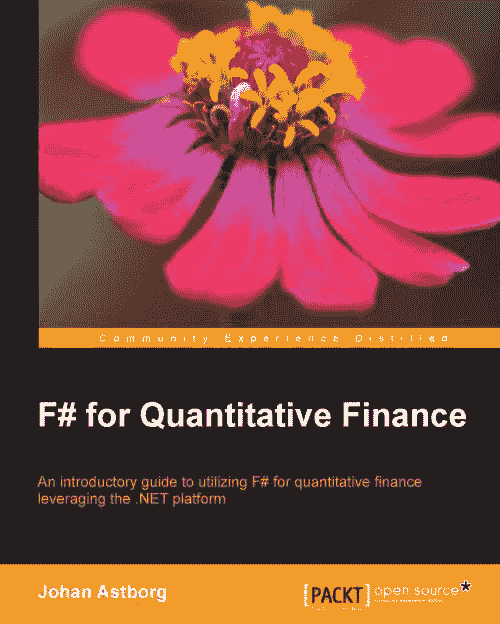 Community Experience Distilled
F# for Quantitative Finance
An introductory guide to utilizing F# for quantitative finance
leveraging the .NET platform
Johan Astborg
[PACKT] open source*